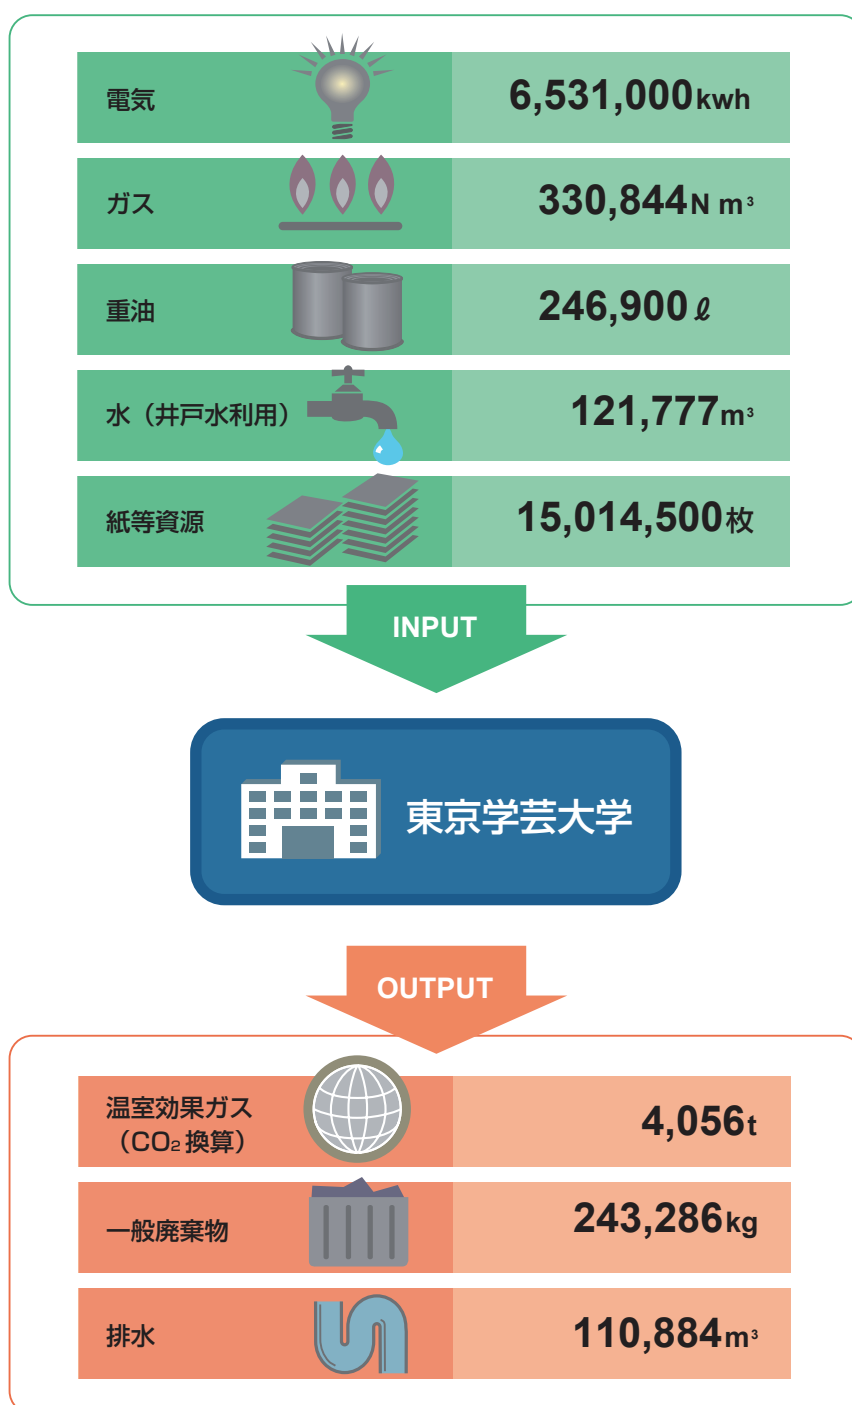 電気 6,531,000kwh
ガス 330,844N m³
重油 246,900ℓ
水（井戸水利用） 121,777m³
紙等資源 15,014,500枚
INPUT
東京学芸大学
OUTPUT
温室効果ガス
（CO₂換算） 4,056t
一般廃棄物 243,286kg
排水 110,884m³